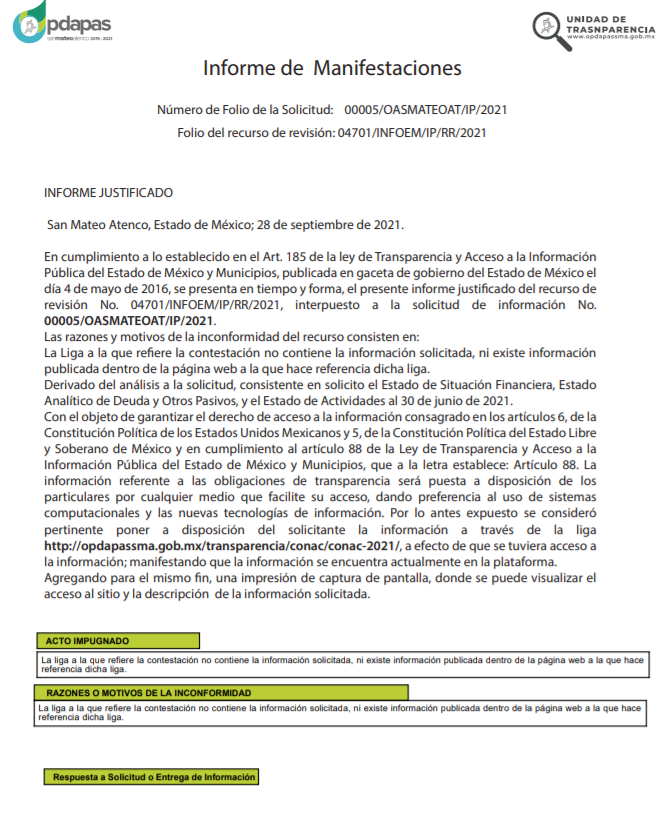 opdapas
sanmateoatenco 2019 - 2021
UNIDAD DE
TRASNPARENCIA
www.opdapassma.gob.mx
Informe de Manifestaciones
Número de Folio de la Solicitud: 00005/OASMATEOAT/IP/2021
Folio del recurso de revisión: 04701/INFOEM/IP/RR/2021
INFORME JUSTIFICADO
San Mateo Atenco, Estado de México; 28 de septiembre de 2021.
En cumplimiento a lo establecido en el Art. 185 de la ley de Transparencia y Acceso a la Información
Pública del Estado de México y Municipios, publicada en gaceta de gobierno del Estado de México el
día 4 de mayo de 2016, se presenta en tiempo y forma, el presente informe justificado del recurso de
revisión No. 04701/INFOEM/IP/RR/2021, interpuesto a la solicitud de información No.
00005/OASMATEOAT/IP/2021.
Las razones y motivos de la inconformidad del recurso consisten en:
La Liga a la que refiere la contestación no contiene la información solicitada, ni existe información
publicada dentro de la página web a la que hace referencia dicha liga.
Derivado del análisis a la solicitud, consistente en solicito el Estado de Situación Financiera, Estado
Analítico de Deuda y Otros Pasivos, y el Estado de Actividades al 30 de junio de 2021.
Con el objeto de garantizar el derecho de acceso a la información consagrado en los artículos 6, de la
Constitución Política de los Estados Unidos Mexicanos y 5, de la Constitución Política del Estado Libre
y Soberano de México y en cumplimiento al artículo 88 de la Ley de Transparencia y Acceso a la
Información Pública del Estado de México y Municipios, que a la letra establece: Artículo 88. La
información referente a las obligaciones de transparencia será puesta a disposición de los
particulares por cualquier medio que facilite su acceso, dando preferencia al uso de sistemas
computacionales y las nuevas tecnologías de información. Por lo antes expuesto se consideró
pertinente poner a disposición del solicitante la información a través de la liga
http://opdapassma.gob.mx/transparencia/conac/conac-2021/, a efecto de que se tuviera acceso a
la información; manifestando que la información se encuentra actualmente en la plataforma.
Agregando para el mismo fin, una impresión de captura de pantalla, donde se puede visualizar el
acceso al sitio y la descripción de la información solicitada.
ACTO IMPUGNADO
La liga a la que refiere la contestación no contiene la información solicitada, ni existe información publicada dentro de la página web a la que hace
referencia dicha liga.
RAZONES O MOTIVOS DE LA INCONFORMIDAD
La liga a la que refiere la contestación no contiene la información solicitada, ni existe información publicada dentro de la página web a la que hace
referencia dicha liga.
Respuesta a Solicitud o Entrega de Información